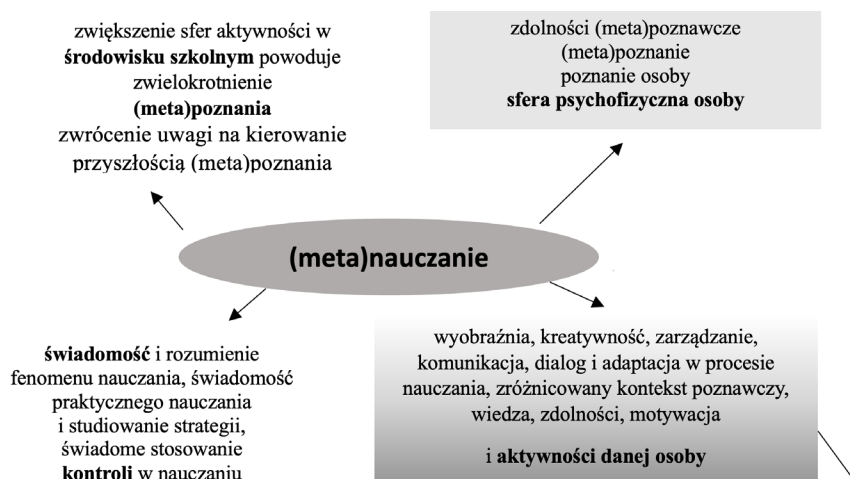 zwiększenie sfer aktywności w
środowisku szkolnym powoduje
zwielokrotnienie
(meta)poznania
zwrócenie uwagi na kierowanie
przyszłością (meta)poznania
zdolności (meta)poznawcze
(meta)poznanie
poznanie osoby
sfera psychofizyczna osoby
(meta)nauczanie
świadomość i rozumienie
fenomenu nauczania, świadomość
praktycznego nauczania
i studiowanie strategii,
świadome stosowanie
kontroli w nauczaniu
wyobraźnia, kreatywność, zarządzanie,
komunikacja, dialog i adaptacja w procesie
nauczania, zróżnicowany kontekst poznawczy,
wiedza, zdolności, motywacja
i aktywności danej osoby